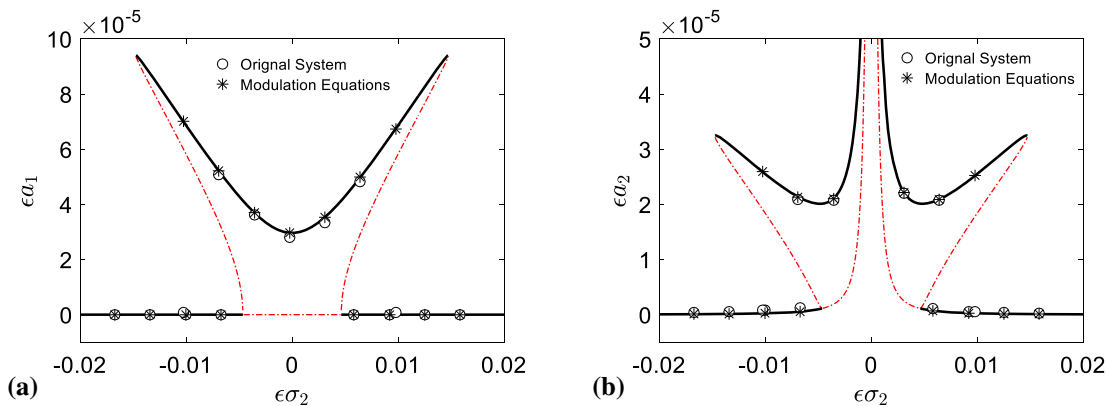 ×10⁻⁵
10
8
6
4
2
0
-0.02
-0.01
0
0.01
0.02
ϵa₁
ϵσ₂
Orignal System
Modulation Equations
(a)
×10⁻⁵
5
4
3
2
1
0
-0.02
-0.01
0
0.01
0.02
ϵa₂
ϵσ₂
Orignal System
Modulation Equations
(b)